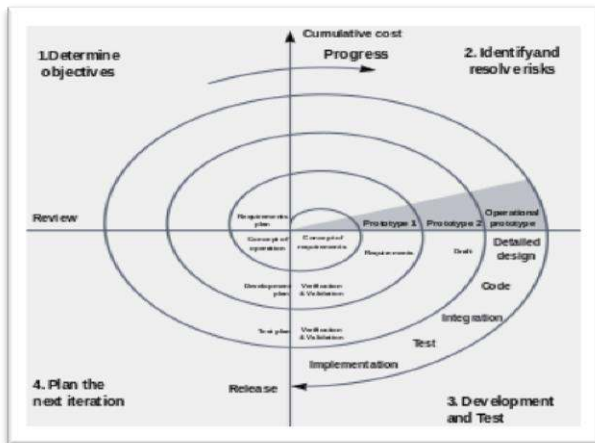 Cumulative cost
Progress
1.Determine
objectives
2. Identify and
resolve risks
Review
Requirements
plan
Concept of
operation
Concept of
requirements
Prototype 1
Prototype 2
Operational
prototype
Requirements
Draft
Detailed
design
Development
plan
Verification
& Validation
Code
Integration
Test plan
Verification
& Validation
Test
Implementation
Release
4. Plan the
next iteration
3. Development
and Test